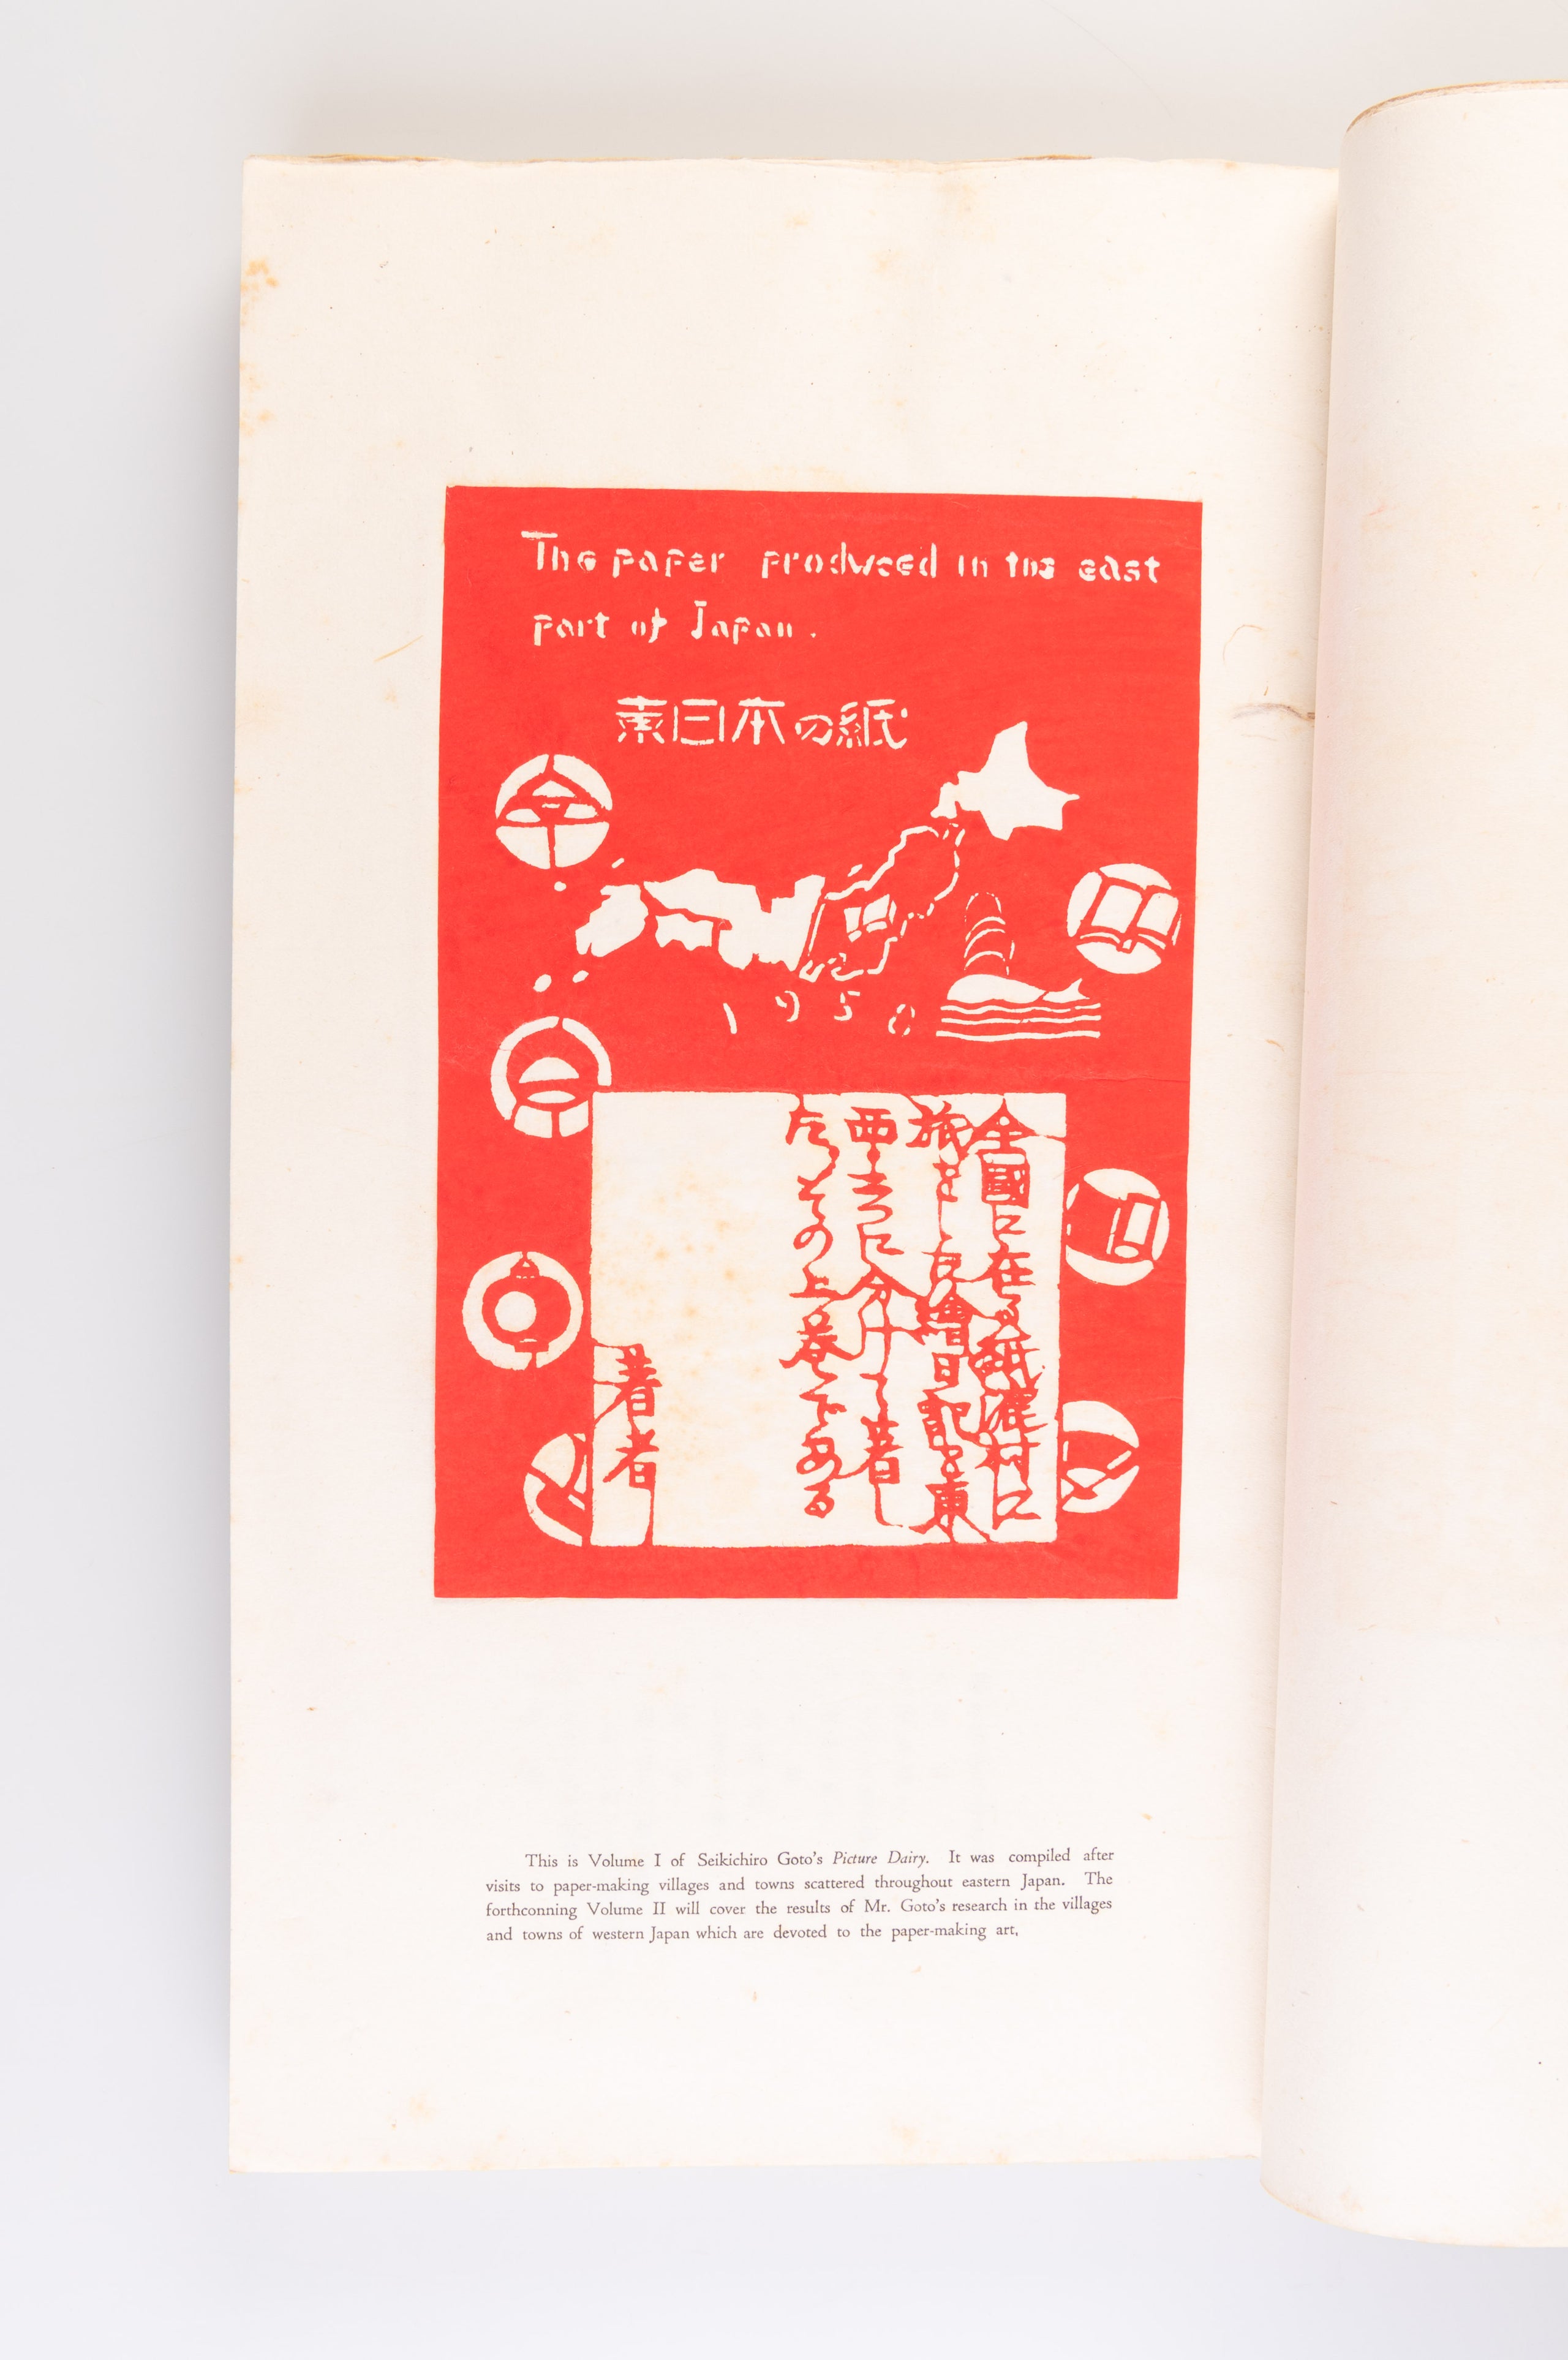 The paper produced in the east
part of Japan.
東日本の紙
1958
全國に在る紙漉村に
旅をし 繪日記を東
西二つに分けて著し
たその上巻である
著者
This is Volume I of Seikichiro Goto's Picture Dairy. It was compiled after
visits to paper-making villages and towns scattered throughout eastern Japan. The
forthconning Volume II will cover the results of Mr. Goto's research in the villages
and towns of western Japan which are devoted to the paper-making art,